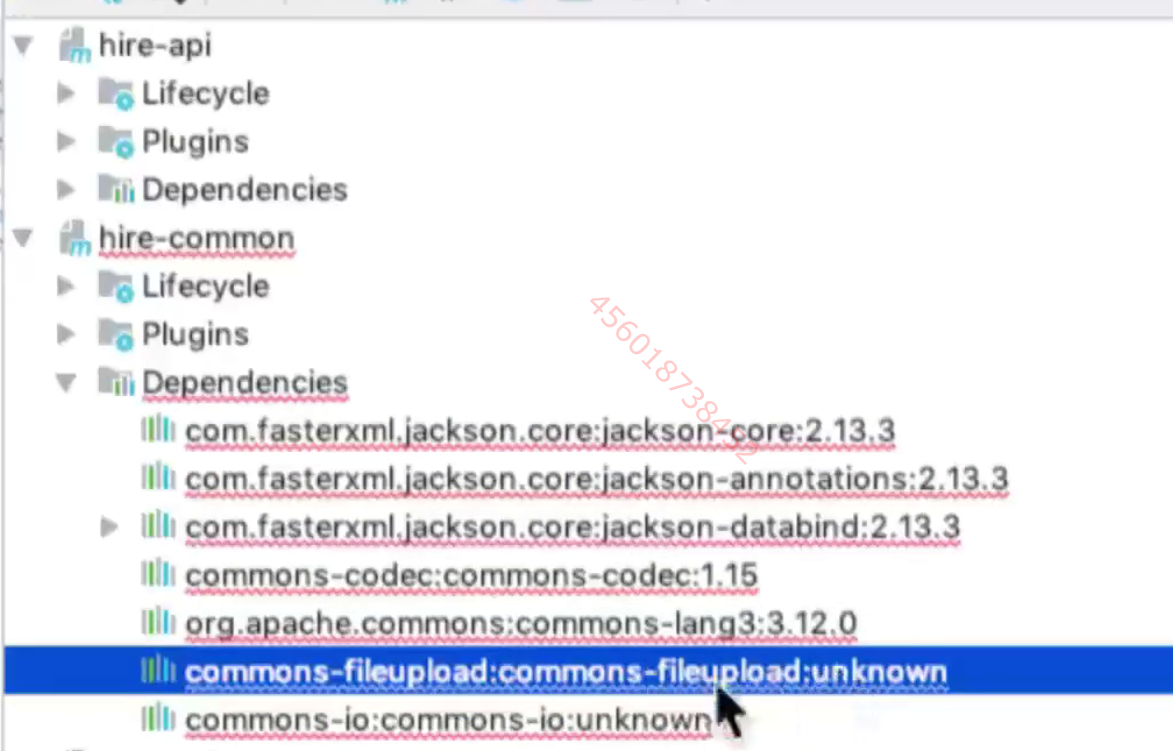 hire-api
Lifecycle
Plugins
Dependencies
hire-common
Lifecycle
Plugins
Dependencies
com.fasterxml.jackson.core:jackson-core:2.13.3
com.fasterxml.jackson.core:jackson-annotations:2.13.3
com.fasterxml.jackson.core:jackson-databind:2.13.3
commons-codec:commons-codec:1.15
org.apache.commons:commons-lang3:3.12.0
commons-fileupload:commons-fileupload:unknown
commons-io:commons-io:unknown